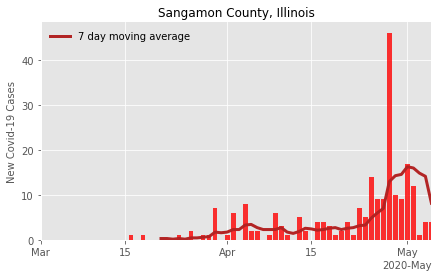 Sangamon County, Illinois
7 day moving average
New Covid-19 Cases
40
30
20
10
0
Mar
15
Apr
15
May
2020-May